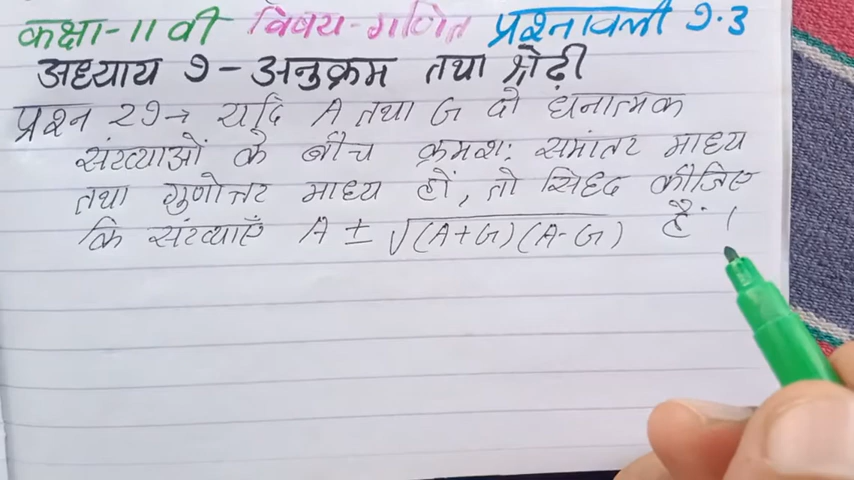 कक्षा-11वी विषय-गणित प्रश्नावली 9.3
अध्याय 9-अनुक्रम तथा श्रेढ़ी
प्रश्न 29→ यदि A तथा G दो धनात्मक
संख्याओं के बीच क्रमश: समांतर माध्य
तथा गुणोत्तर माध्य हों, तो सिध्द कीजिए
कि संख्याएँ A ± √(A+G)(A-G) हैं।